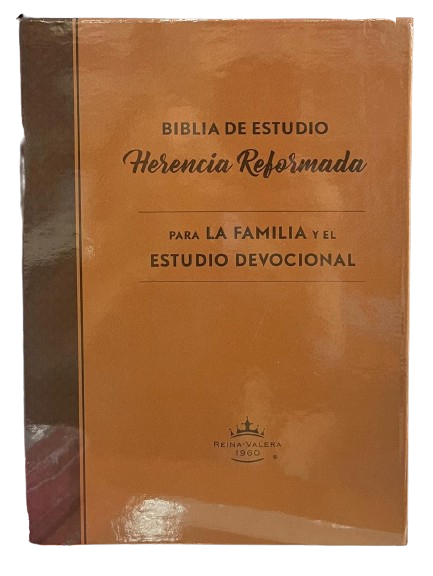 BIBLIA DE ESTUDIO
Herencia Reformada
PARA LA FAMILIA Y EL
ESTUDIO DEVOCIONAL
REINA-VALERA
1960
®